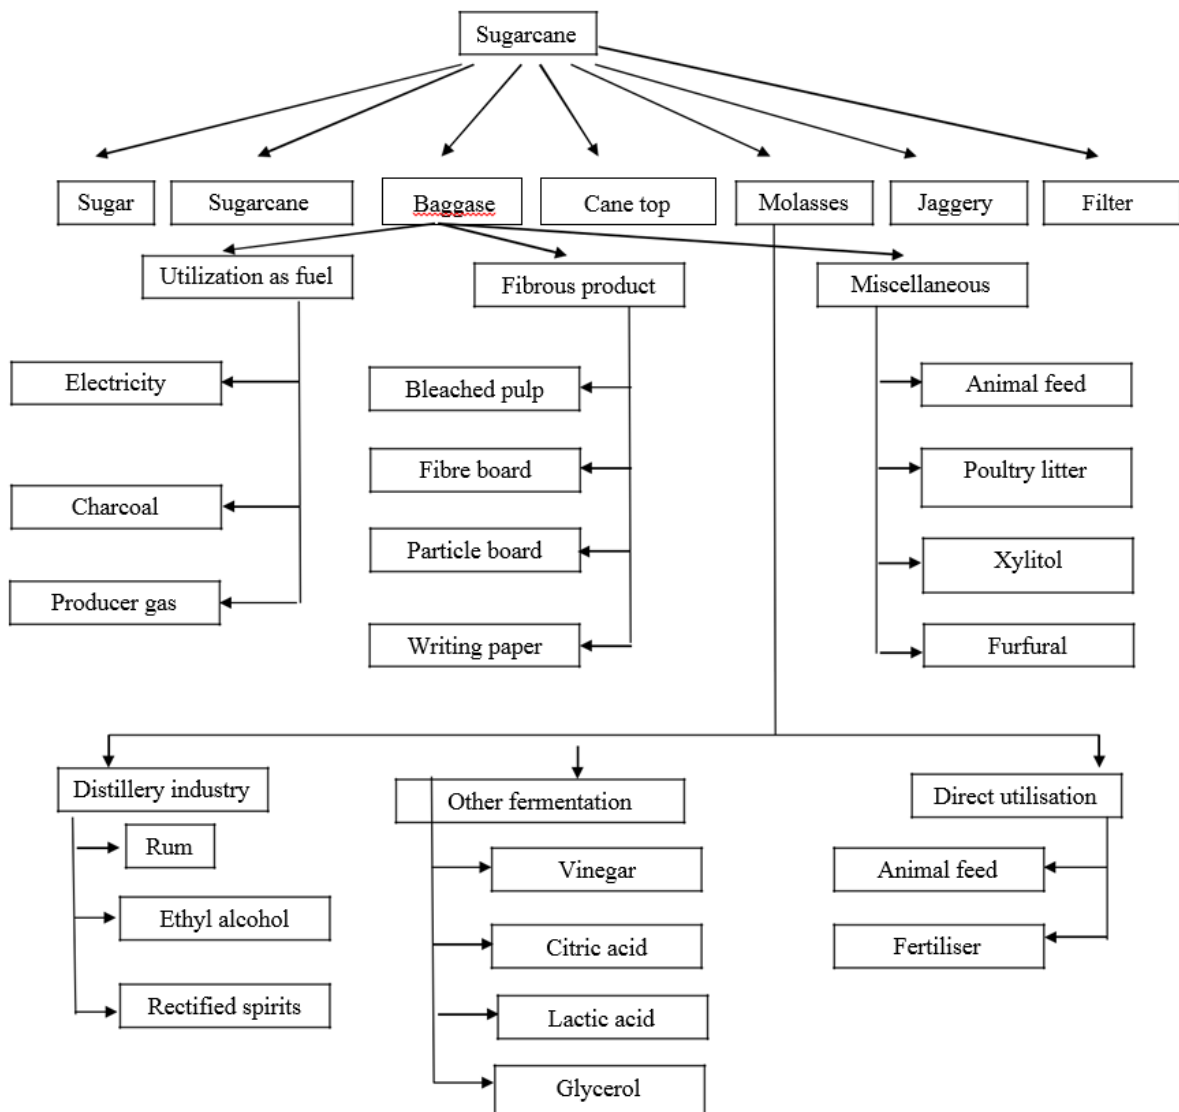 Sugarcane
Sugar
Sugarcane
Baggase
Cane top
Molasses
Jaggery
Filter
Utilization as fuel
Fibrous product
Miscellaneous
Electricity
Charcoal
Producer gas
Bleached pulp
Fibre board
Particle board
Writing paper
Animal feed
Poultry litter
Xylitol
Furfural
Distillery industry
Other fermentation
Direct utilisation
Rum
Ethyl alcohol
Rectified spirits
Vinegar
Citric acid
Lactic acid
Glycerol
Animal feed
Fertiliser